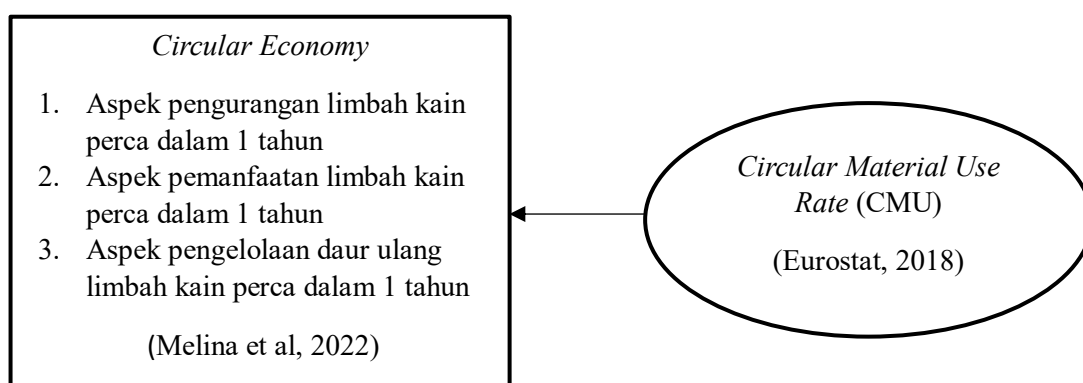 Circular Economy
1. Aspek pengurangan limbah kain
perca dalam 1 tahun
2. Aspek pemanfaatan limbah kain
perca dalam 1 tahun
3. Aspek pengelolaan daur ulang
limbah kain perca dalam 1 tahun
(Melina et al, 2022)
Circular Material Use
Rate (CMU)
(Eurostat, 2018)